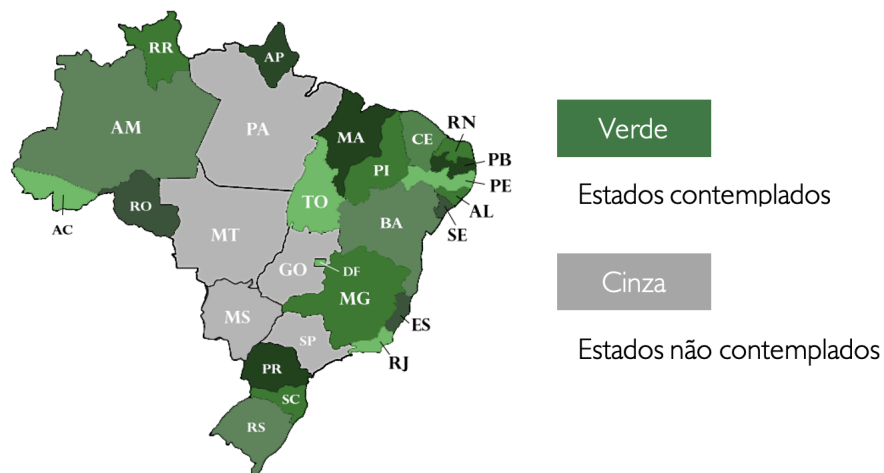 RR
AP
AM
PA
MA
CE
RN
PB
PI
PE
TO
AL
AC
RO
BA
SE
MT
GO
DF
MG
MS
ES
SP
RJ
PR
SC
RS
Verde
Estados contemplados
Cinza
Estados não contemplados